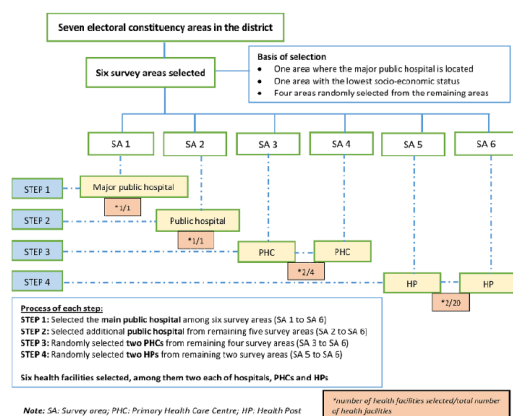 Seven electoral constituency areas in the district
Six survey areas selected
Basis of selection
• One area where the major public hospital is located
• One area with the lowest socio-economic status
• Four areas randomly selected from the remaining areas
SA 1
SA 2
SA 3
SA 4
SA 5
SA 6
STEP 1
Major public hospital
*1/1
STEP 2
Public hospital
*1/1
STEP 3
PHC
PHC
*2/4
STEP 4
HP
HP
*2/20
Process of each step:
STEP 1: Selected the main public hospital among six survey areas (SA 1 to SA 6)
STEP 2: Selected additional public hospital from remaining five survey areas (SA 2 to SA 6)
STEP 3: Randomly selected two PHCs from remaining four survey areas (SA 3 to SA 6)
STEP 4: Randomly selected two HPs from remaining two survey areas (SA 5 to SA 6)
Six health facilities selected, among them two each of hospitals, PHCs and HPs
*number of health facilities selected/total number
of health facilities
Note: SA: Survey area; PHC: Primary Health Care Centre; HP: Health Post